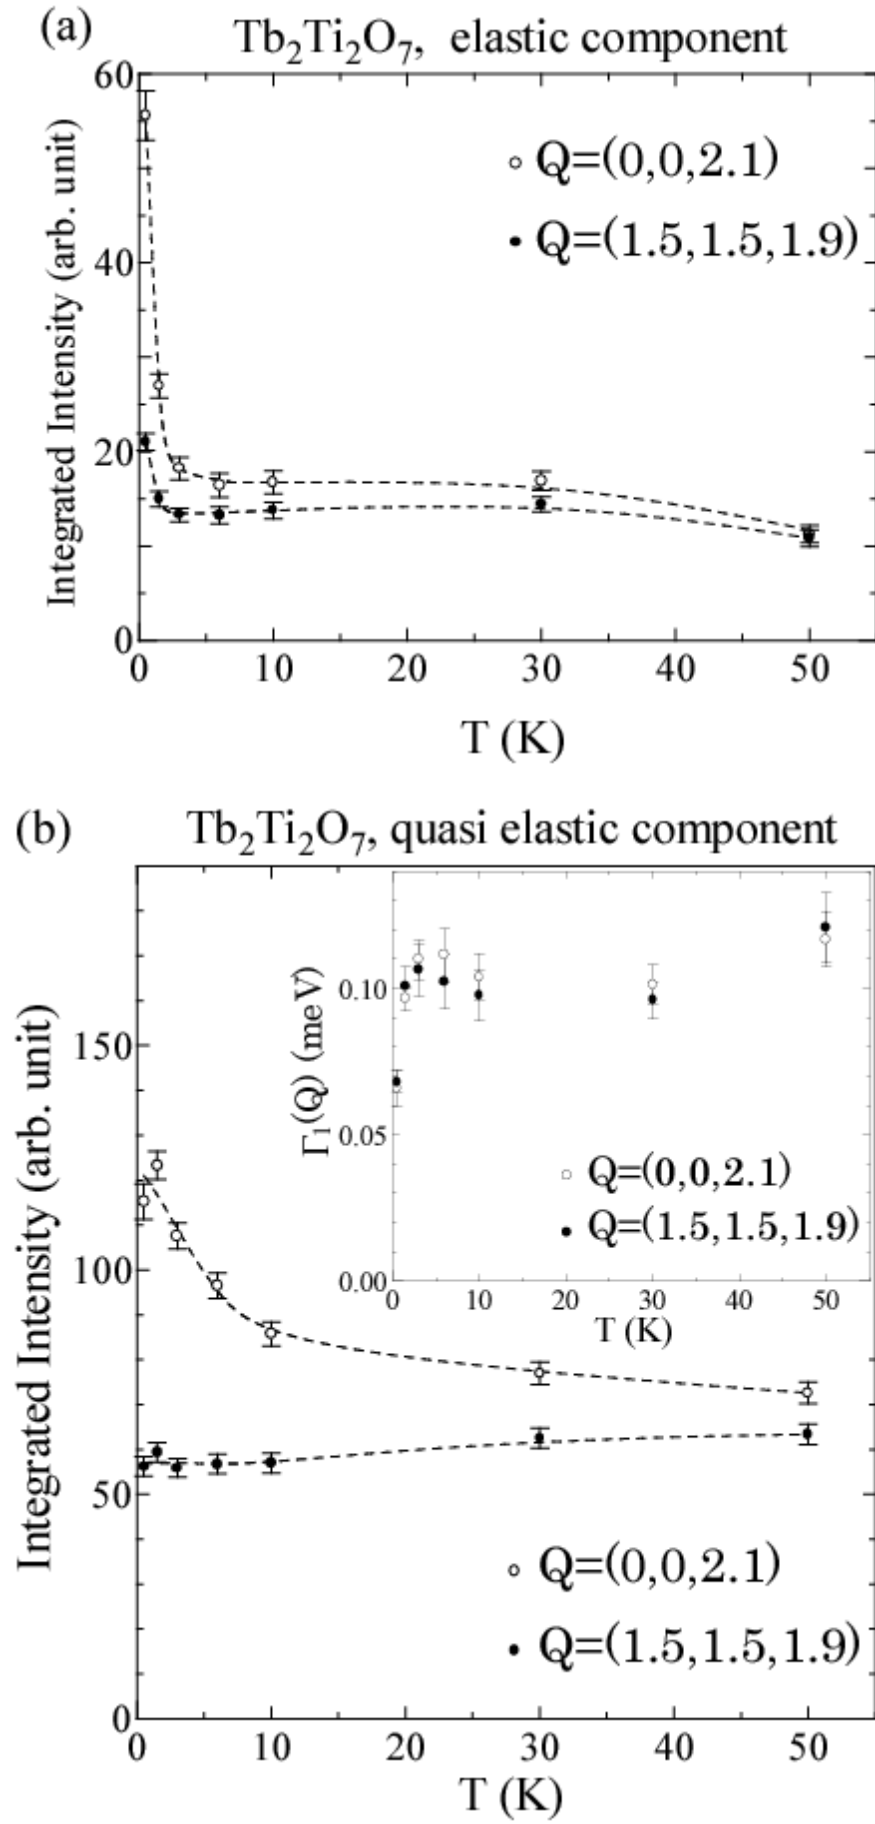 (a)
Tb2Ti2O7, elastic component
Integrated Intensity (arb. unit)
60
40
20
0
Q=(0,0,2.1)
Q=(1.5,1.5,1.9)
0 10 20 30 40 50
T (K)
(b)
Tb2Ti2O7, quasi elastic component
Integrated Intensity (arb. unit)
150
100
50
0
Γ1(Q) (meV)
0.10
0.05
0.00
Q=(0,0,2.1)
Q=(1.5,1.5,1.9)
0 10 20 30 40 50
T (K)
Q=(0,0,2.1)
Q=(1.5,1.5,1.9)
0 10 20 30 40 50
T (K)